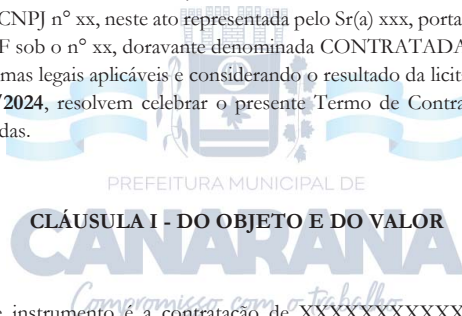 CNPJ n° xx, neste ato representada pelo Sr(a) xxx, porta
F sob o n° xx, doravante denominada CONTRATADA
mas legais aplicáveis e considerando o resultado da licit
/2024, resolvem celebrar o presente Termo de Contra
das.
PREFEITURA MUNICIPAL DE
CLÁUSULA I - DO OBJETO E DO VALOR
CANARANA
Compromisso com o trabalho
e instrumento é a contratação de XXXXXXXXXXX